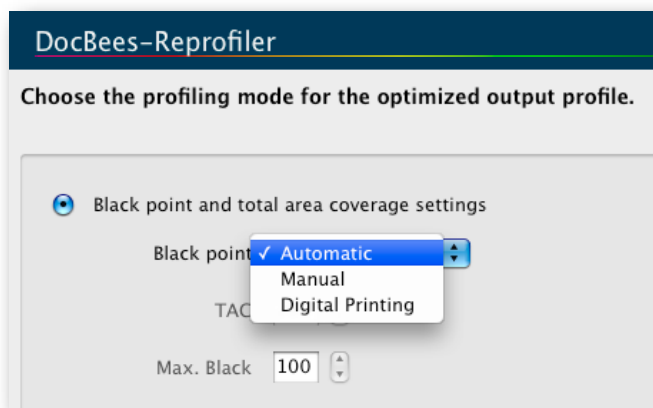 DocBees-Reprofiler
Choose the profiling mode for the optimized output profile.
Black point and total area coverage settings
Black point ✓ Automatic
Manual
Digital Printing
TAC
Max. Black 100